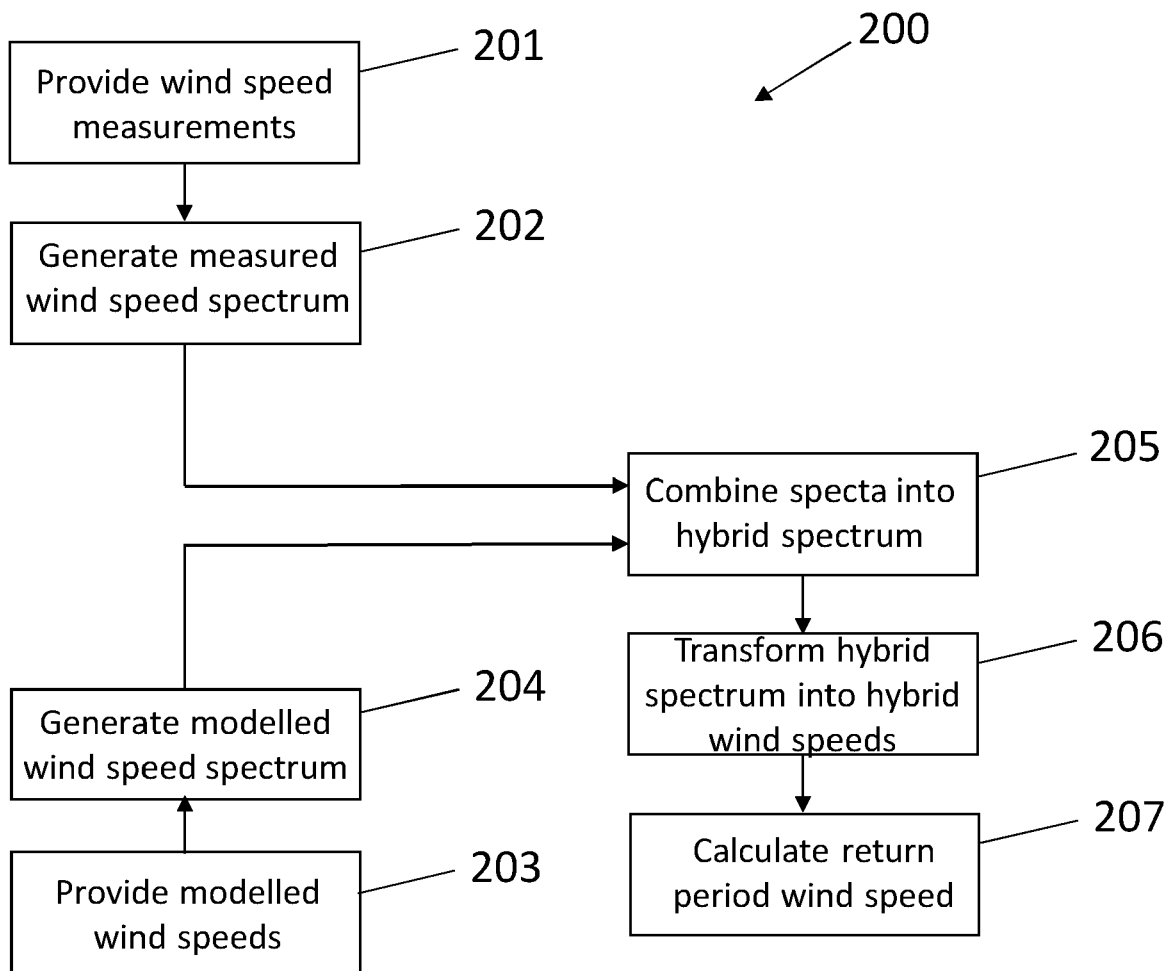 201
200
Provide wind speed
measurements
202
Generate measured
wind speed spectrum
205
Combine specta into
hybrid spectrum
206
Transform hybrid
spectrum into hybrid
wind speeds
204
Generate modelled
wind speed spectrum
207
Calculate return
period wind speed
203
Provide modelled
wind speeds